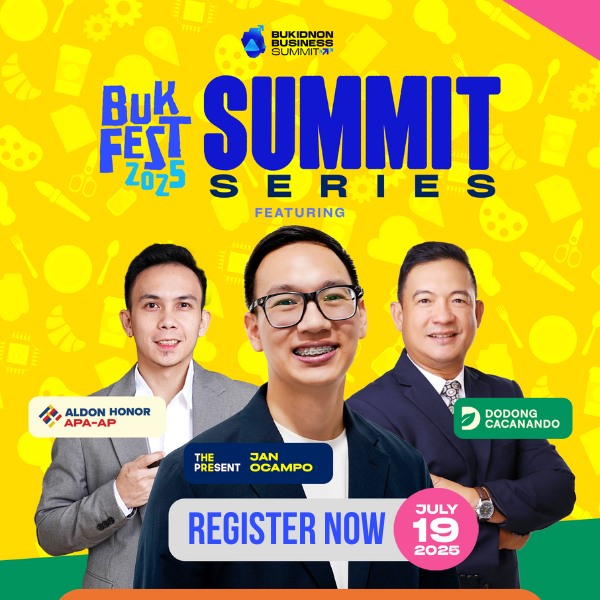 BUKIDNON
BUSINESS
SUMMIT
BUK
FEST
2025
SUMMIT
SERIES
FEATURING
ALDON HONOR
APA-AP
THE
PRESENT
JAN
OCAMPO
DODONG
CACANANDO
REGISTER NOW
JULY
19
2025